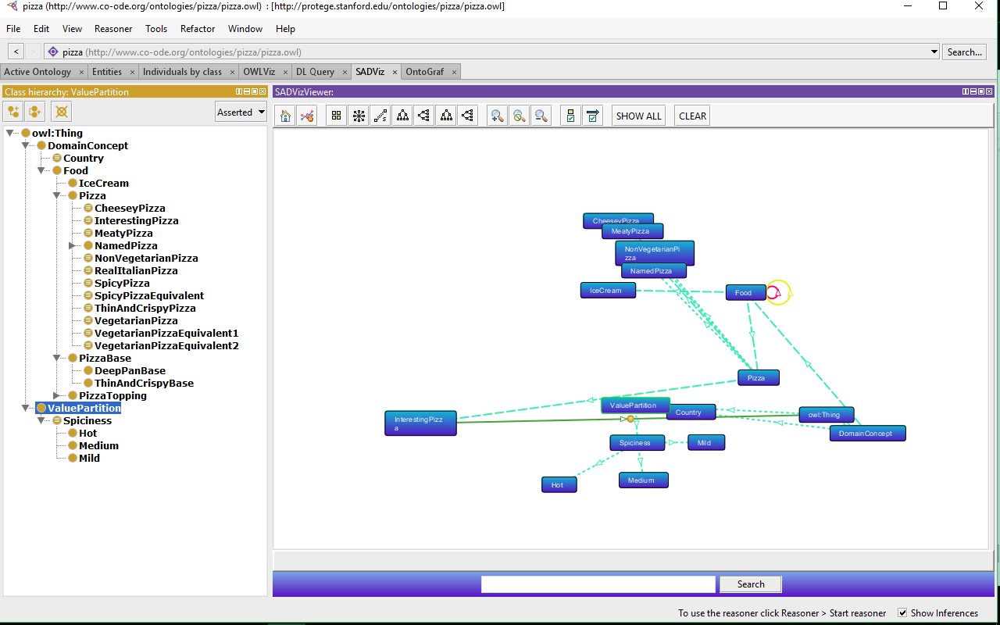 pizza (http://www.co-ode.org/ontologies/pizza/pizza.owl)  : [http://protege.stanford.edu/ontologies/pizza/pizza.owl]
File Edit View Reasoner Tools Refactor Window Help
< > pizza (http://www.co-ode.org/ontologies/pizza/pizza.owl) Search...
Active Ontology × Entities × Individuals by class × OWLViz × DL Query × SADViz × OntoGraf ×
Class hierarchy: ValuePartition
Asserted
owl:Thing
DomainConcept
Country
Food
IceCream
Pizza
CheeseyPizza
InterestingPizza
MeatyPizza
NamedPizza
NonVegetarianPizza
RealItalianPizza
SpicyPizza
SpicyPizzaEquivalent
ThinAndCrispyPizza
VegetarianPizza
VegetarianPizzaEquivalent1
VegetarianPizzaEquivalent2
PizzaBase
DeepPanBase
ThinAndCrispyBase
PizzaTopping
ValuePartition
Spiciness
Hot
Medium
Mild
SADVizViewer:
SHOW ALL CLEAR
CheeseyPizza
MeatyPizza
NonVegetarianPi
zza
NamedPizza
IceCream
Food
Pizza
ValuePartition
Country
owl:Thing
InterestingPizz
a
DomainConcept
Spiciness
Mild
Hot
Medium
Search
To use the reasoner click Reasoner > Start reasoner Show Inferences